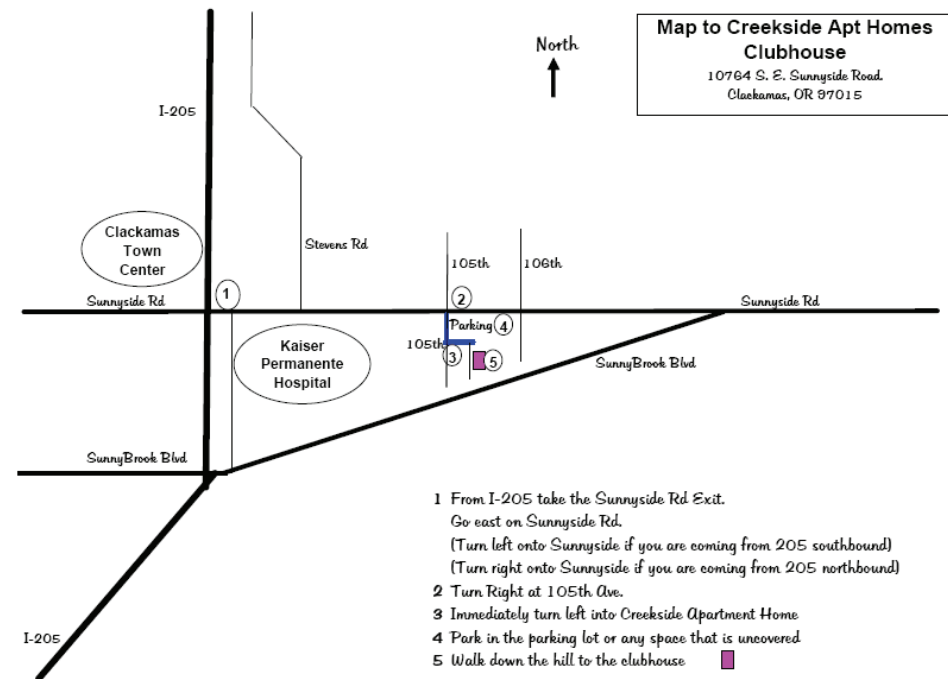 Map to Creekside Apt Homes
Clubhouse
10764 S. E. Sunnyside Road.
Clackamas, OR 97015
North
I-205
Clackamas
Town
Center
Stevens Rd
105th
106th
Sunnyside Rd
1
2
Sunnyside Rd
Parking
4
105th
3
5
Kaiser
Permanente
Hospital
SunnyBrook Blvd
SunnyBrook Blvd
I-205
1 From I-205 take the Sunnyside Rd Exit.
Go east on Sunnyside Rd.
(Turn left onto Sunnyside if you are coming from 205 southbound)
(Turn right onto Sunnyside if you are coming from 205 northbound)
2 Turn Right at 105th Ave.
3 Immediately turn left into Creekside Apartment Home
4 Park in the parking lot or any space that is uncovered
5 Walk down the hill to the clubhouse